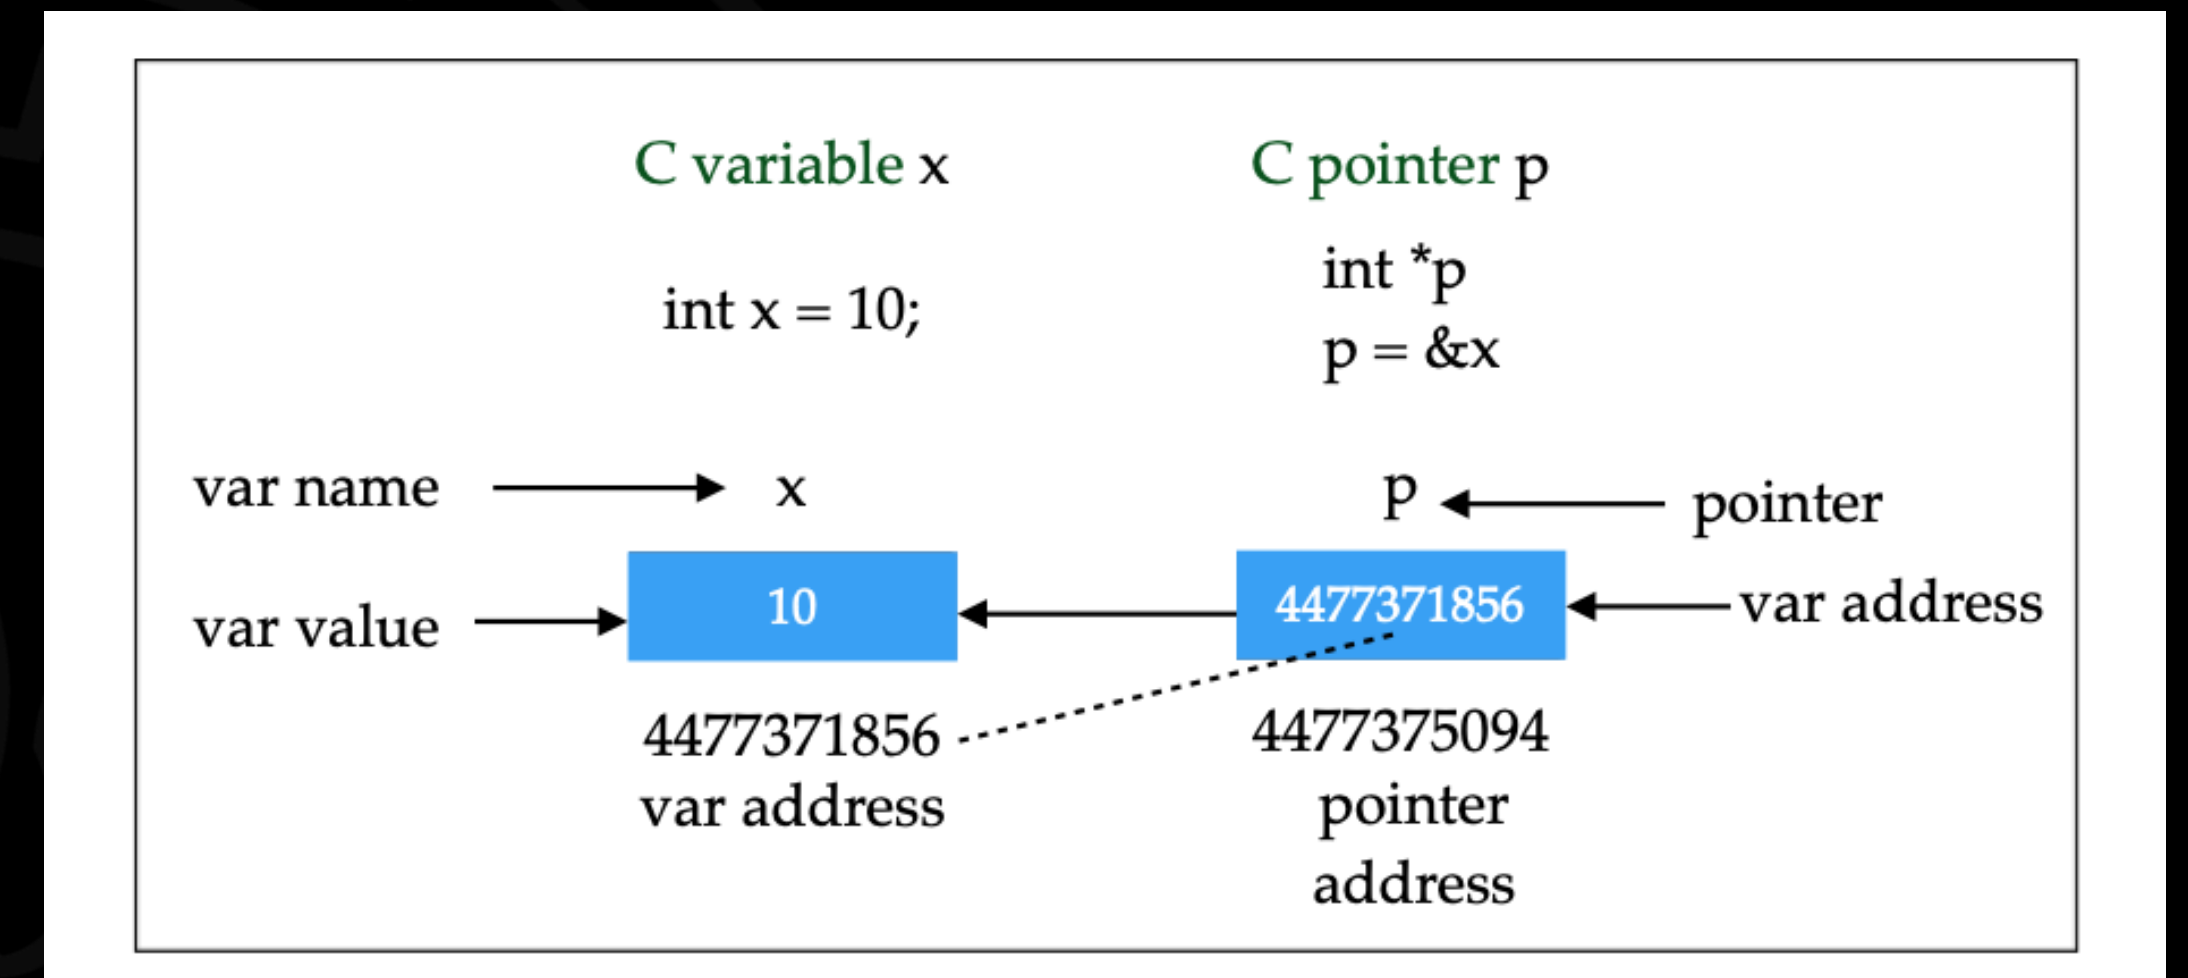 C variable x
C pointer p
int x = 10;
int *p
p = &x
var name
x
p
pointer
var value
10
4477371856
var address
4477371856
var address
4477375094
pointer
address